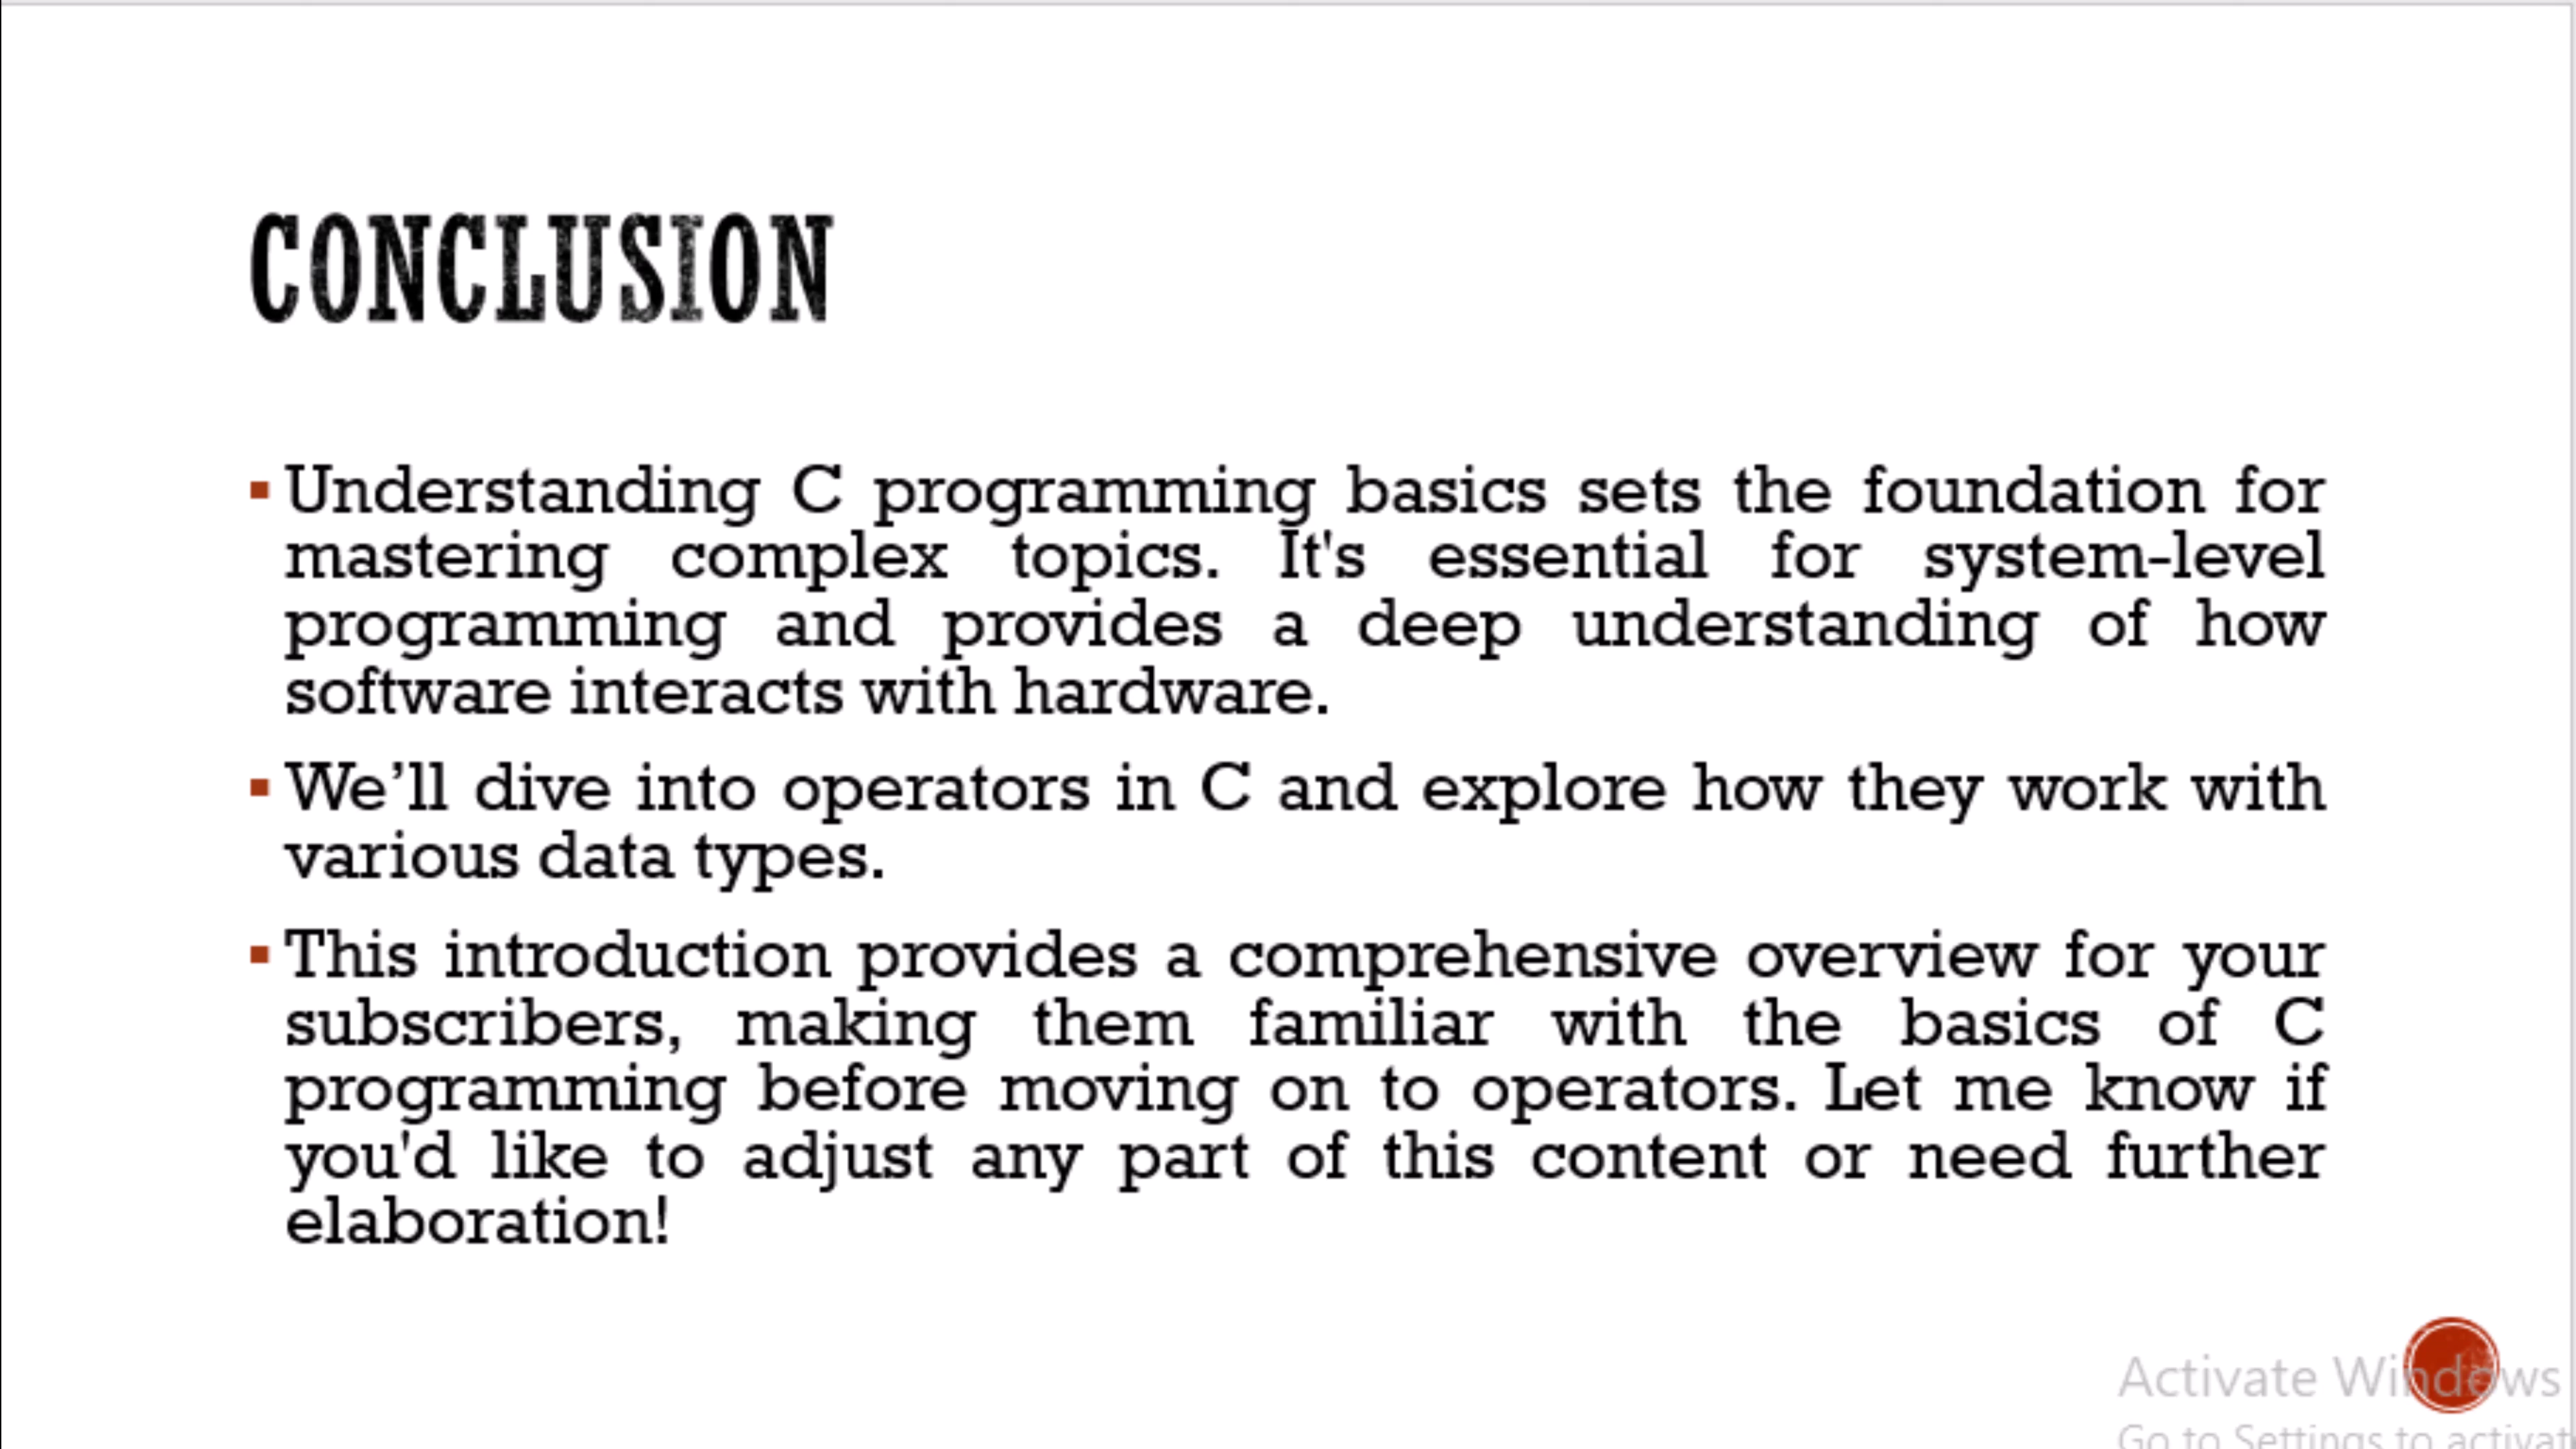 CONCLUSION
Understanding C programming basics sets the foundation for
mastering complex topics. It's essential for system-level
programming and provides a deep understanding of how
software interacts with hardware.
We’ll dive into operators in C and explore how they work with
various data types.
This introduction provides a comprehensive overview for your
subscribers, making them familiar with the basics of C
programming before moving on to operators. Let me know if
you'd like to adjust any part of this content or need further
elaboration!
Activate Windows
Go to Settings to activat